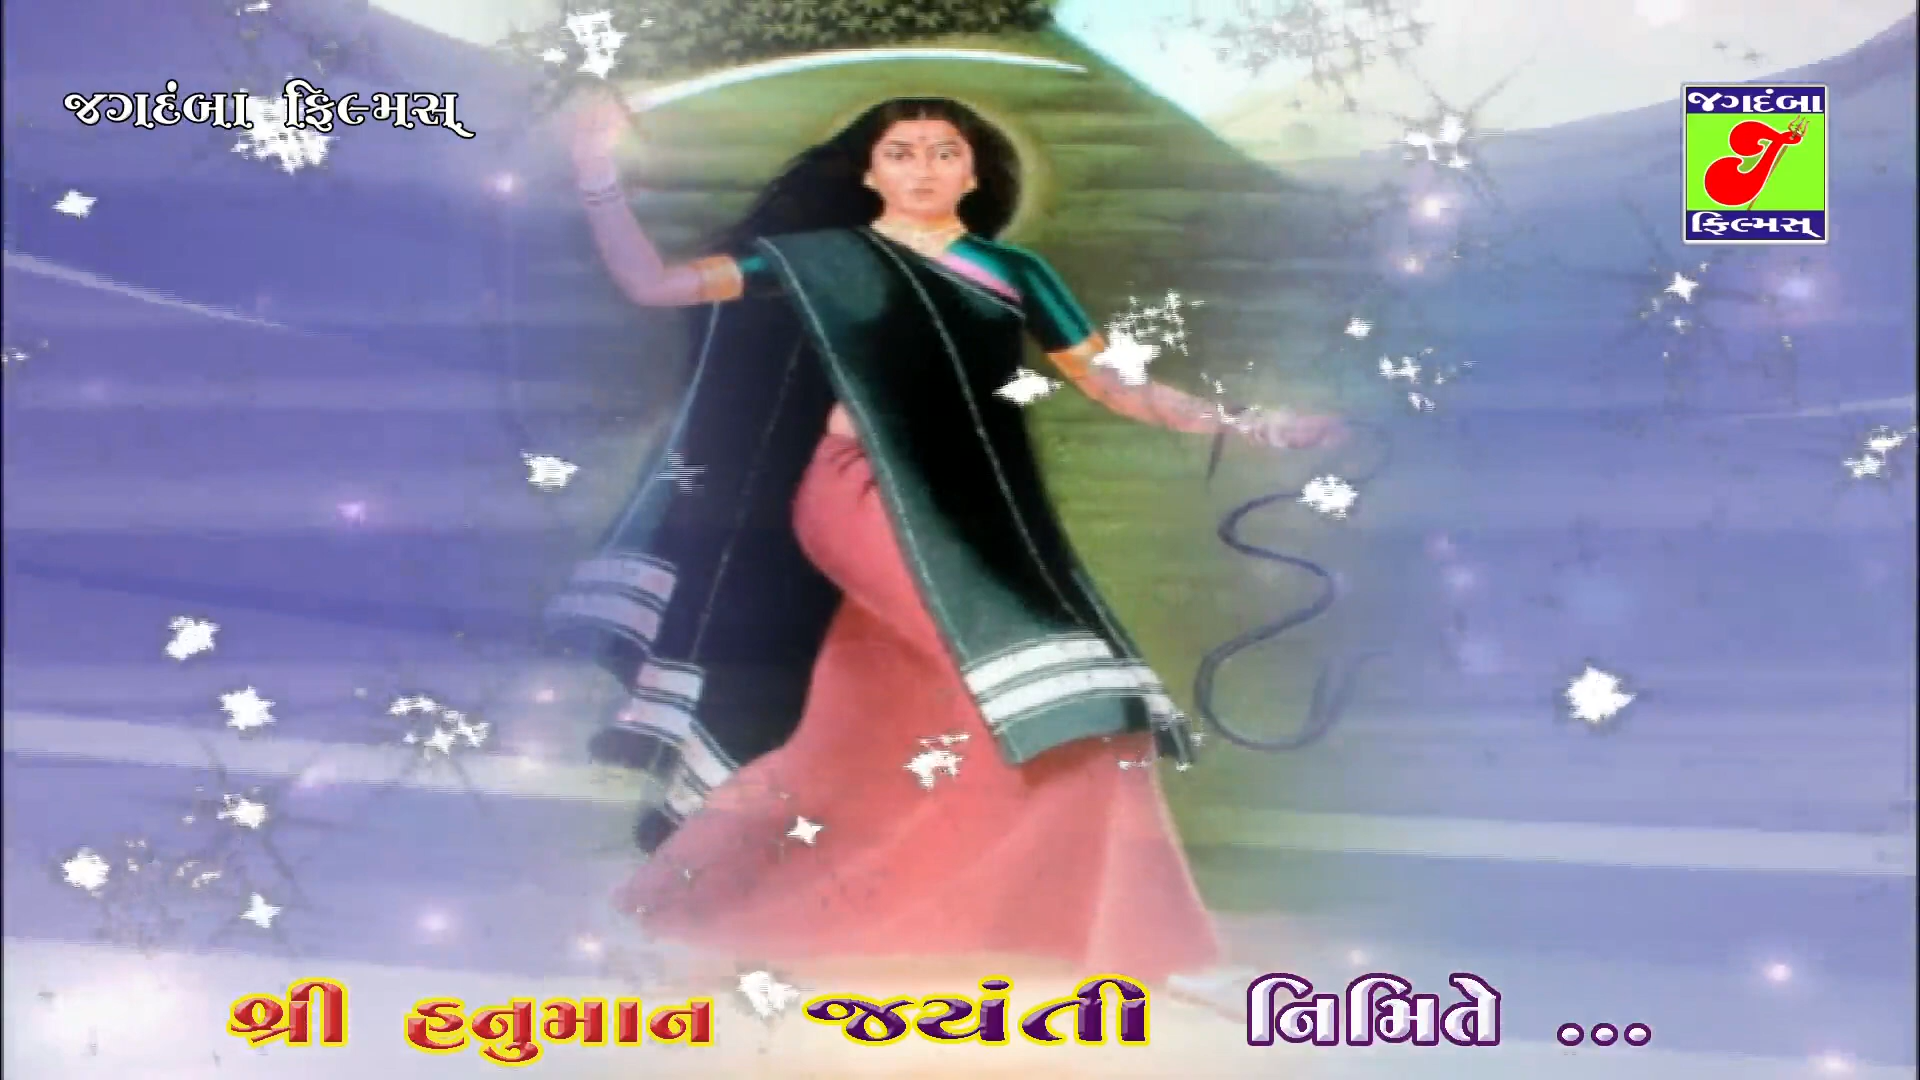 જગદંબા ફિલ્મસ્
જગદંબા
ફિલ્મસ્
શ્રી હનુમાન જયંતી નિમિતે ...